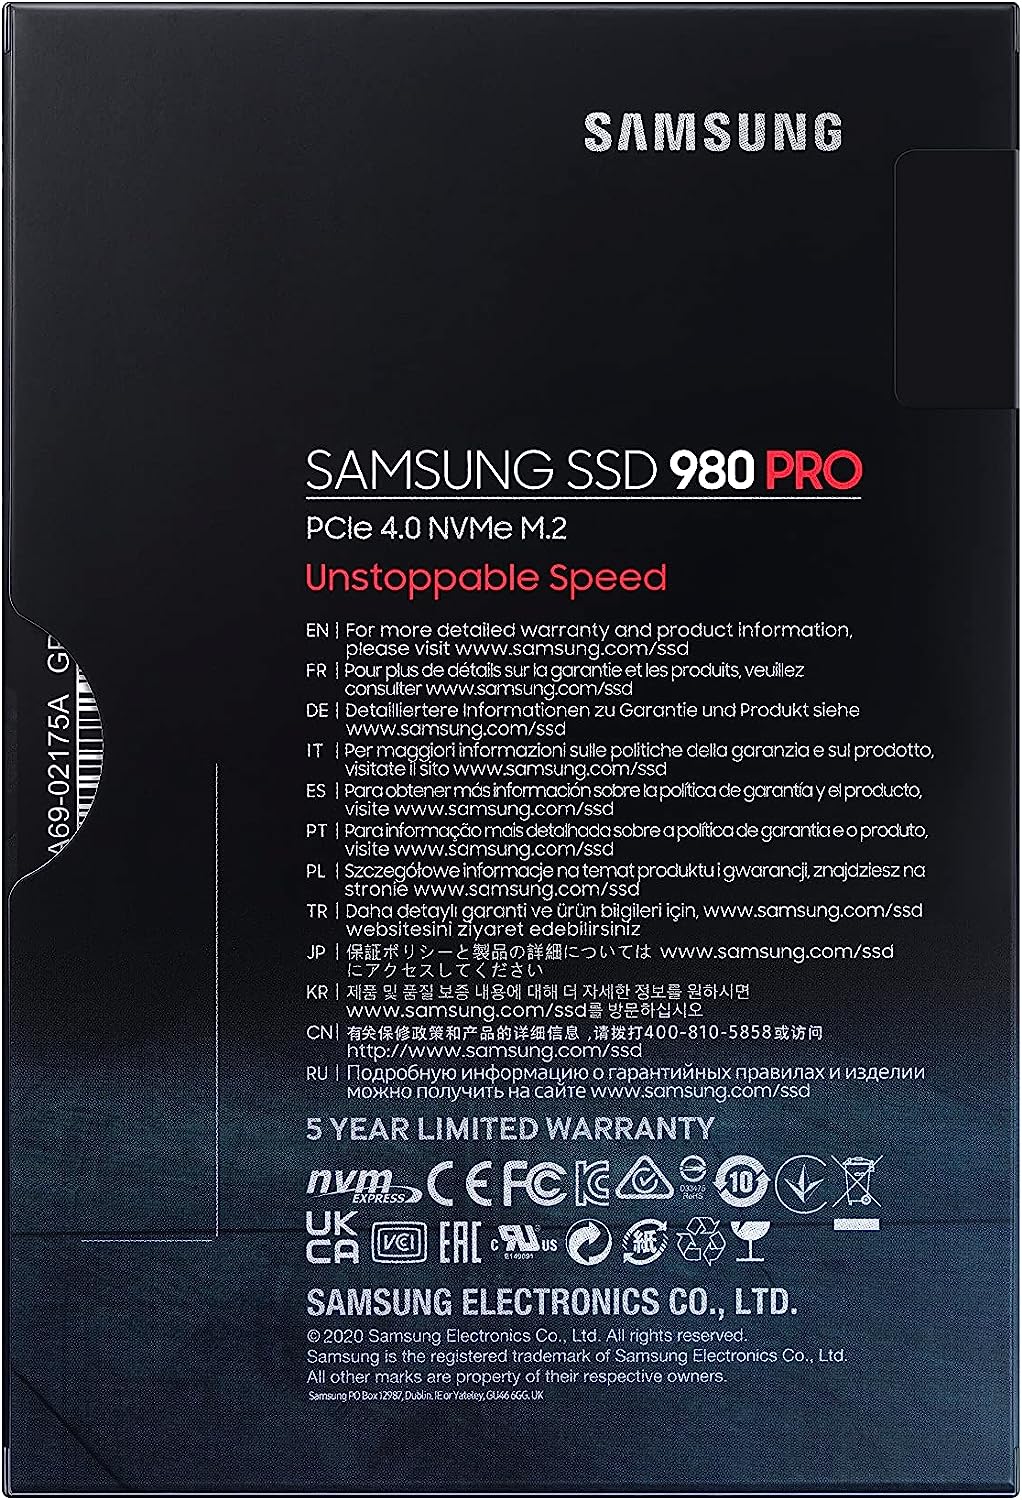 SAMSUNG
SAMSUNG SSD 980 PRO
PCIe 4.0 NVMe M.2
Unstoppable Speed
EN | For more detailed warranty and product information,
please visit www.samsung.com/ssd
FR | Pour plus de détails sur la garantie et les produits, veuillez
consulter www.samsung.com/ssd
DE | Detailliertere Informationen zu Garantie und Produkt siehe
www.samsung.com/ssd
IT | Per maggiori informazioni sulle politiche della garanzia e sul prodotto,
visitate il sito www.samsung.com/ssd
ES | Para obtener más información sobre la política de garantía y el producto,
visite www.samsung.com/ssd
PT | Para informação mais detalhada sobre a política de garantia e o produto,
visite www.samsung.com/ssd
PL | Szczegółowe informacje na temat produktu i gwarancji, znajdziesz na
stronie www.samsung.com/ssd
TR | Daha detaylı garanti ve ürün bilgileri için, www.samsung.com/ssd
websitesini ziyaret edebilirsiniz
JP | 保証ポリシーと製品の詳細については www.samsung.com/ssd
にアクセスしてください
KR | 제품 및 품질 보증 내용에 대해 더 자세한 정보를 원하시면
www.samsung.com/ssd를 방문하십시오
CN | 有关保修政策和产品的详细信息 ,请拨打400-810-5858或访问
http://www.samsung.com/ssd
RU | Подробную информацию о гарантийных правилах и изделии
можно получить на сайте www.samsung.com/ssd
A69-02175A GF
5 YEAR LIMITED WARRANTY
nvm EXPRESS CE FC 033475 RoHS 10
UK CA VCI EAC c RU US E149091 紙
SAMSUNG ELECTRONICS CO., LTD.
© 2020 Samsung Electronics Co., Ltd. All rights reserved.
Samsung is the registered trademark of Samsung Electronics Co., Ltd.
All other marks are property of their respective owners.
Samsung PO Box 12987, Dublin. IE or Yateley, GU46 6GG. UK